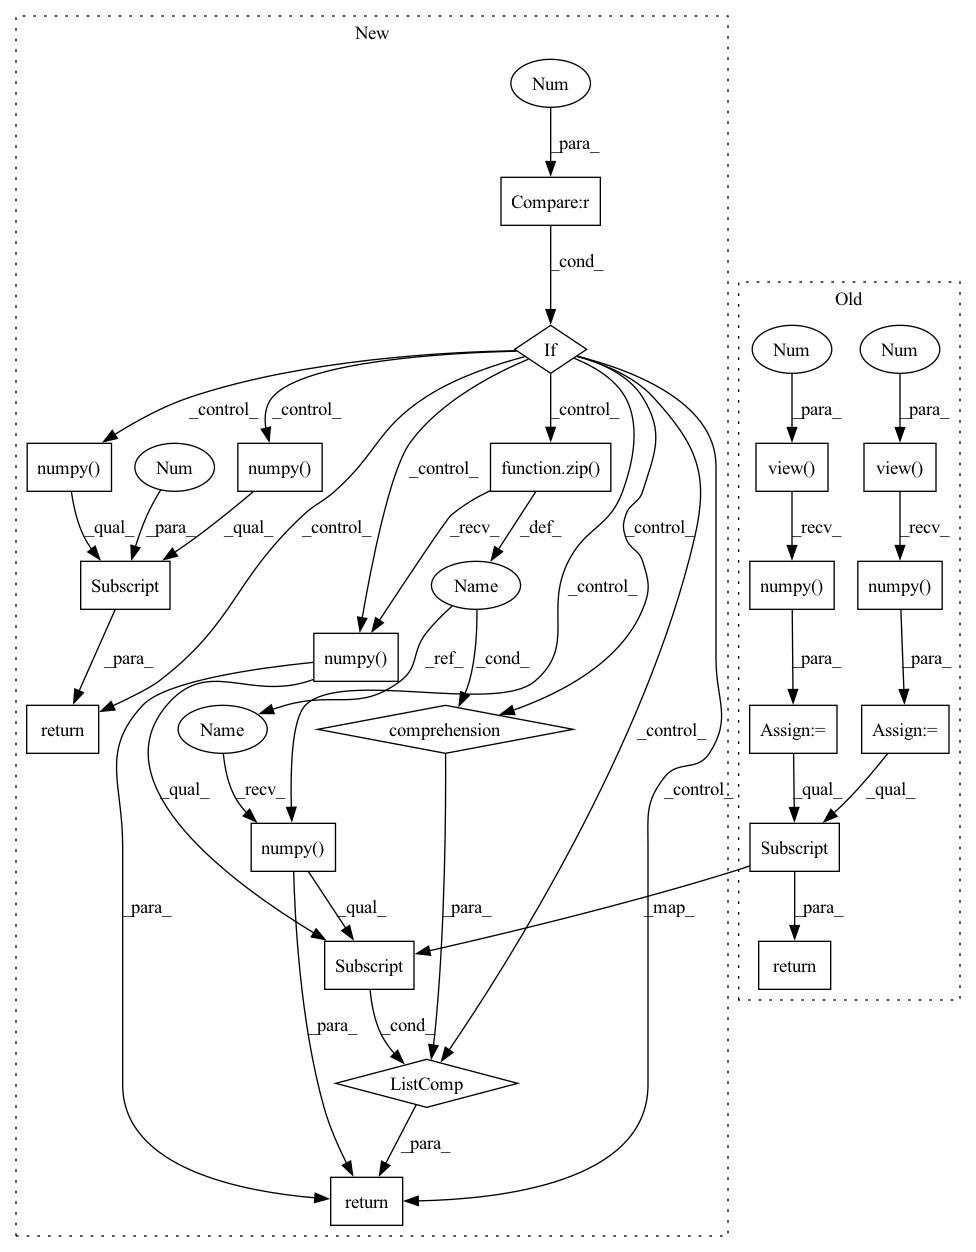 New
Num
_para_
Compare:r
_cond_
Old
If
Num
Num
_control_
_control_
_control_
_para_
_para_
_control_
numpy()
Num
numpy()
function.zip()
view()
view()
_qual_
_para_
_qual_
_control_
_recv_
_def_
_control_
_recv_
_recv_
Subscript
Name
_control_
numpy()
numpy()
_para_
numpy()
_ref_
_cond_
_para_
_para_
return
Name
comprehension
_control_
Assign:=
Assign:=
_qual_
_recv_
_control_
_qual_
_qual_
numpy()
Subscript
_para_
_qual_
_para_
_map_
_para_
Subscript
return
_para_
_cond_
ListComp
_para_
return